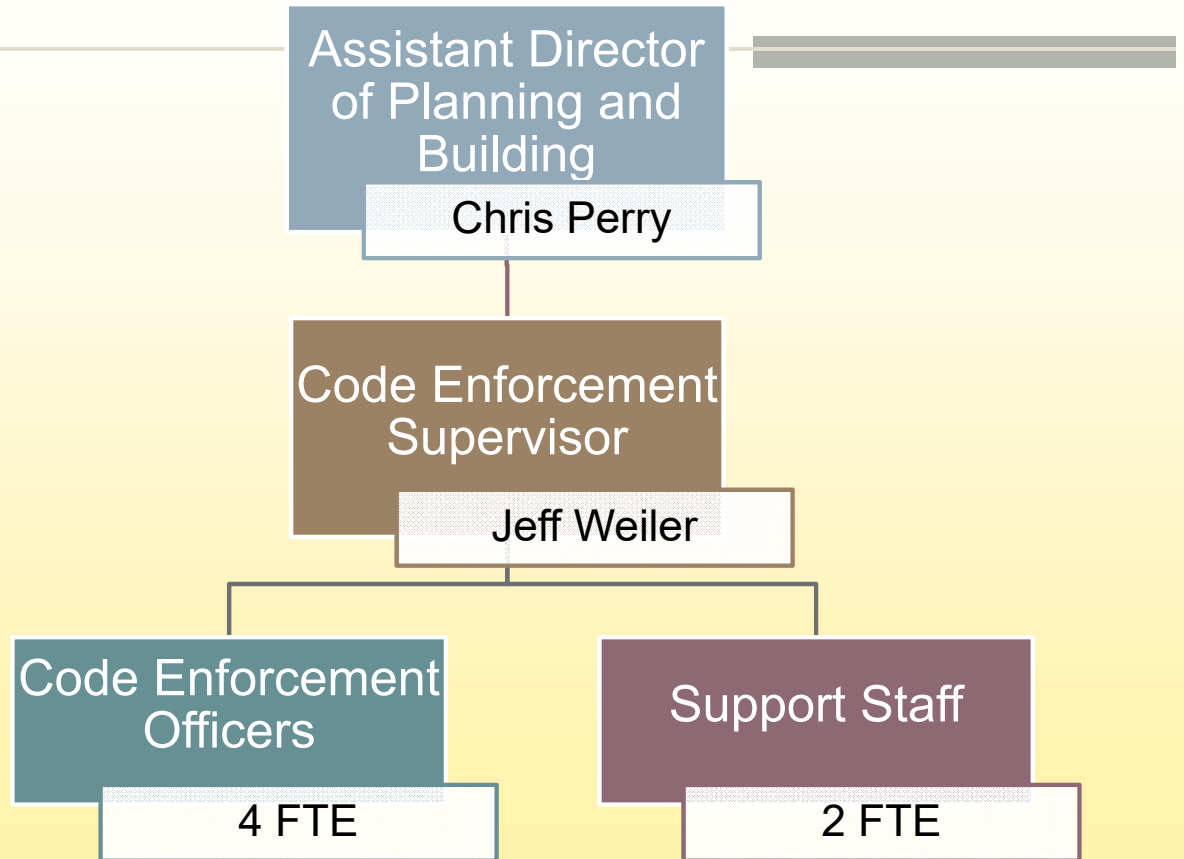 Assistant Director
of Planning and
Building
Chris Perry
Code Enforcement
Supervisor
Jeff Weiler
Code Enforcement
Officers
4 FTE
Support Staff
2 FTE